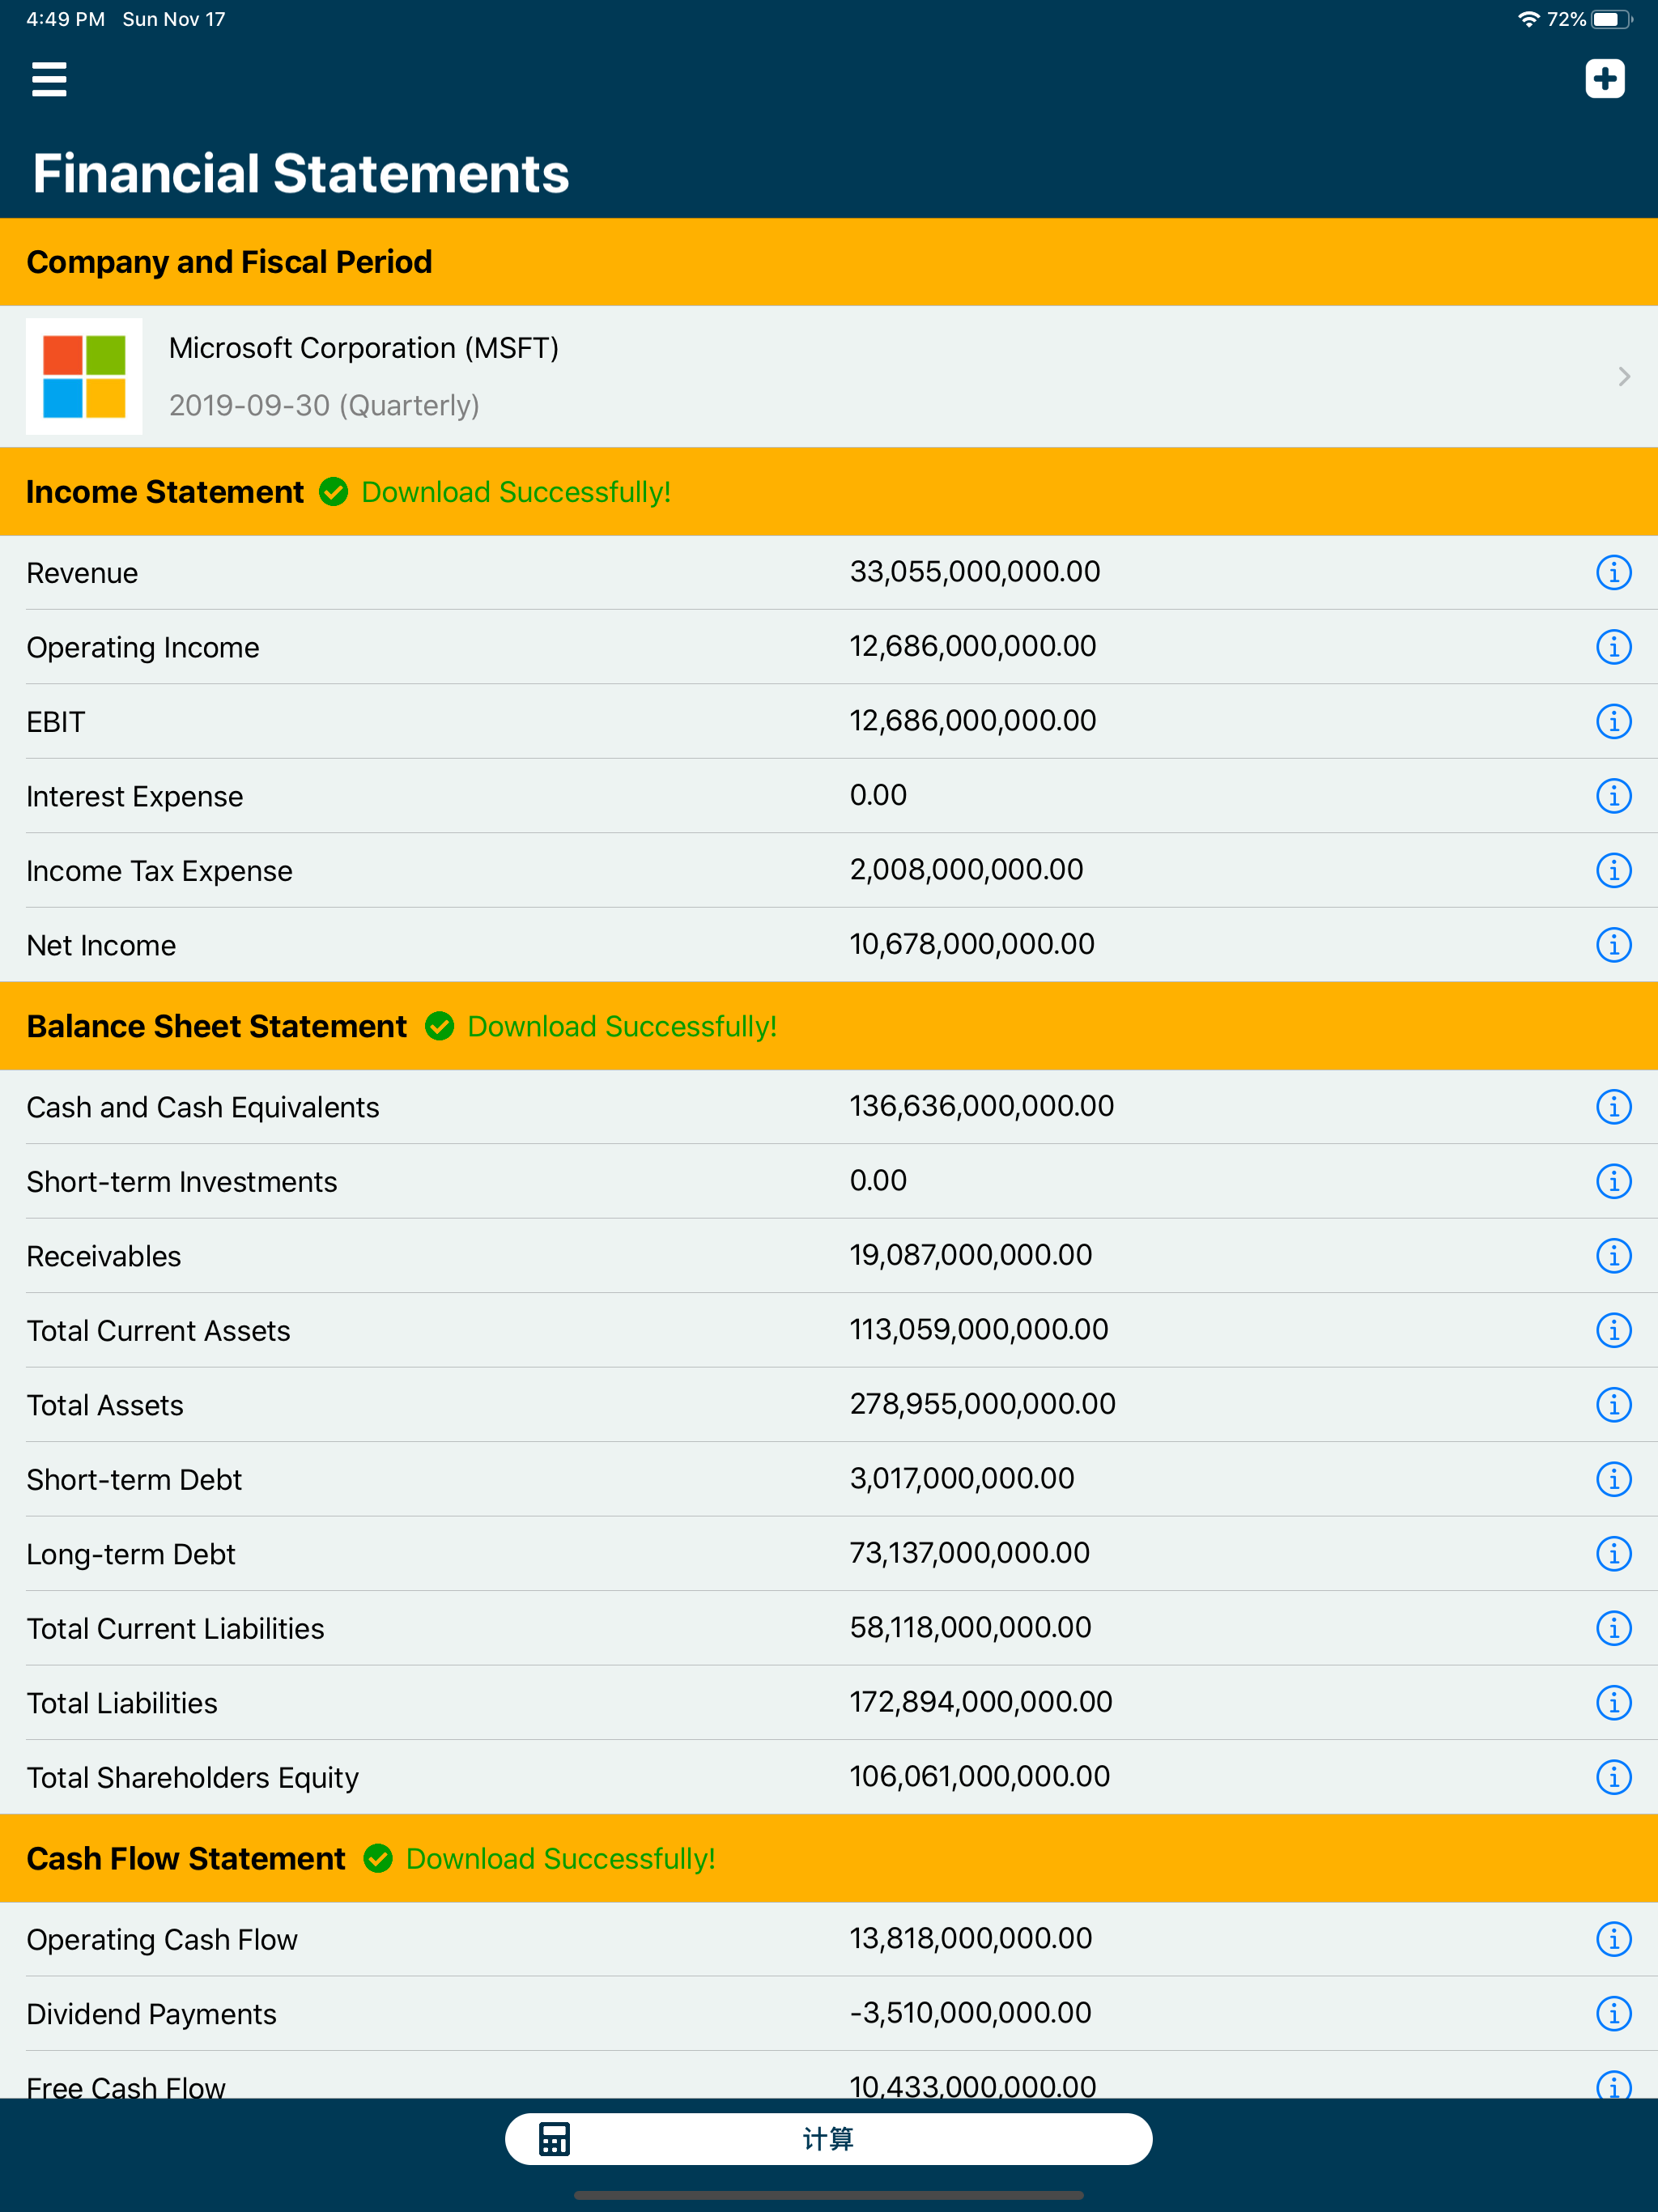 4:49 PM Sun Nov 17 72%
Financial Statements
Company and Fiscal Period
Microsoft Corporation (MSFT)
2019-09-30 (Quarterly)
Income Statement Download Successfully!
Revenue 33,055,000,000.00
Operating Income 12,686,000,000.00
EBIT 12,686,000,000.00
Interest Expense 0.00
Income Tax Expense 2,008,000,000.00
Net Income 10,678,000,000.00
Balance Sheet Statement Download Successfully!
Cash and Cash Equivalents 136,636,000,000.00
Short-term Investments 0.00
Receivables 19,087,000,000.00
Total Current Assets 113,059,000,000.00
Total Assets 278,955,000,000.00
Short-term Debt 3,017,000,000.00
Long-term Debt 73,137,000,000.00
Total Current Liabilities 58,118,000,000.00
Total Liabilities 172,894,000,000.00
Total Shareholders Equity 106,061,000,000.00
Cash Flow Statement Download Successfully!
Operating Cash Flow 13,818,000,000.00
Dividend Payments -3,510,000,000.00
Free Cash Flow 10,433,000,000.00
计算